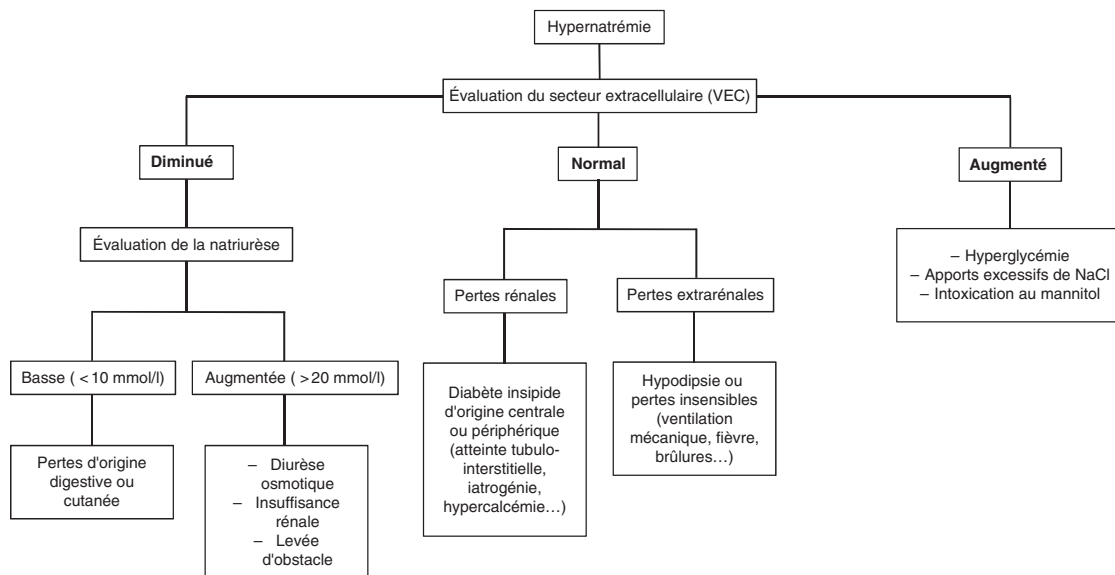 Hypernatrémie
Évaluation du secteur extracellulaire (VEC)
Diminué
Normal
Augmenté
Évaluation de la natriurèse
– Hyperglycémie
– Apports excessifs de NaCl
– Intoxication au mannitol
Pertes rénales
Pertes extrarénales
Basse ( <10 mmol/l)
Augmentée ( >20 mmol/l)
Diabète insipide
d'origine centrale
ou périphérique
(atteinte tubulo-
interstitielle,
iatrogénie,
hypercalcémie…)
Hypodipsie ou
pertes insensibles
(ventilation
mécanique, fièvre,
brûlures…)
Pertes d'origine
digestive ou
cutanée
– Diurèse
osmotique
– Insuffisance
rénale
– Levée
d'obstacle